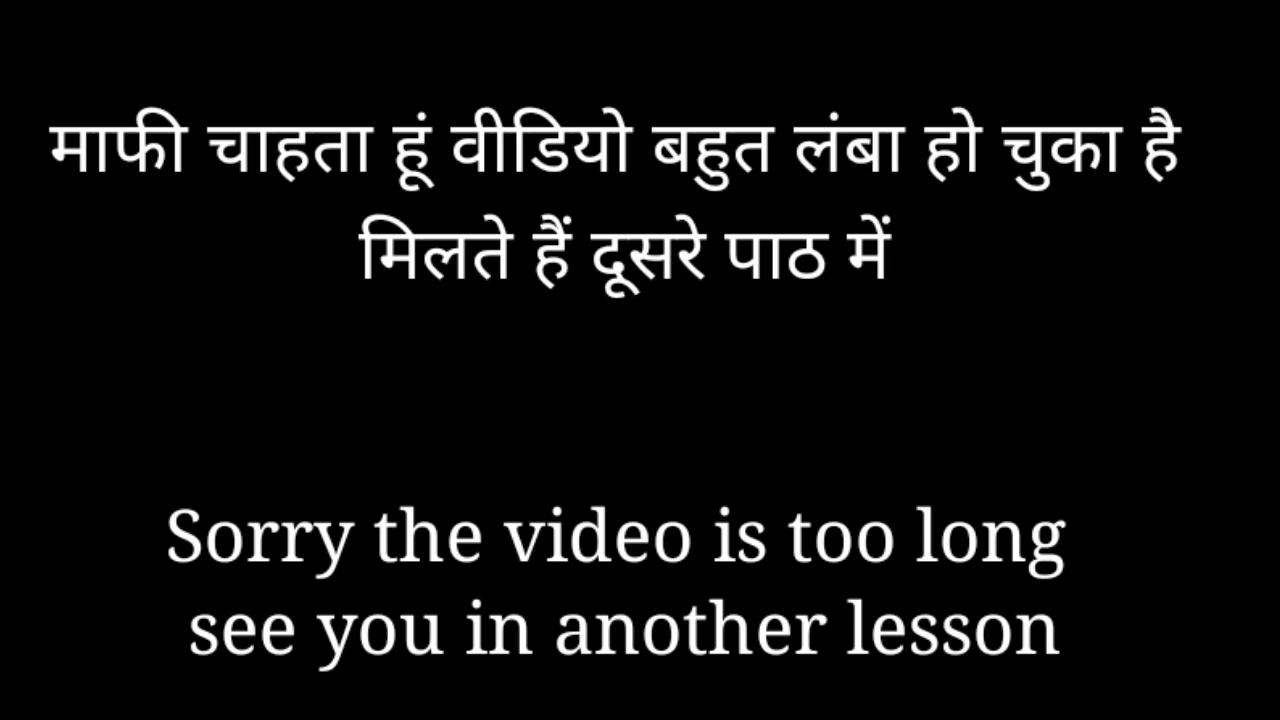 माफी चाहता हूं वीडियो बहुत लंबा हो चुका है
मिलते हैं दूसरे पाठ में
Sorry the video is too long
see you in another lesson